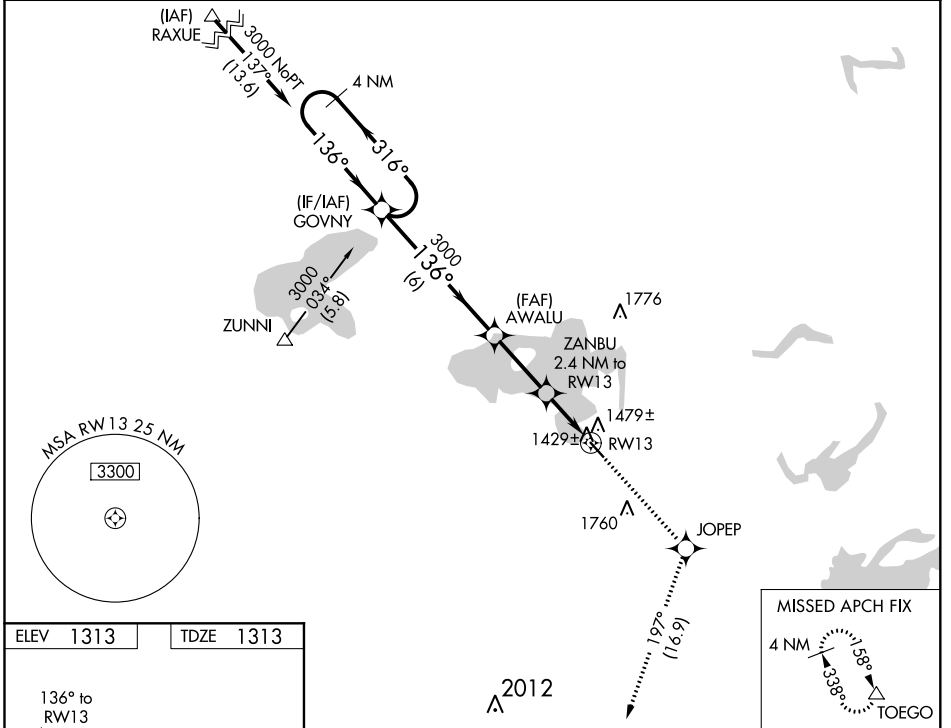 (IAF)
RAXUE
3000 NoPT
137°
(13.6)
4 NM
136°
316°
(IF/IAF)
GOVNY
3000
136°
(6)
3000
034°
(5.8)
ZUNNI
(FAF)
AWALU
1776
ZANBU
2.4 NM to
RW13
1479±
1429±
RW13
MSA RW13 25 NM
3300
1760
JOPEP
197°
(16.9)
MISSED APCH FIX
4 NM
158°
338°
TOEGO
ELEV 1313
TDZE 1313
136° to
RW13
2012